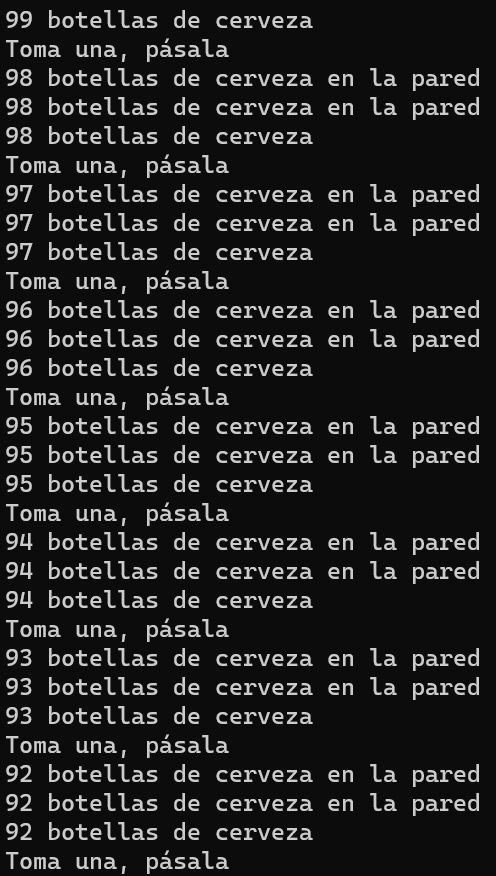 99 botellas de cerveza
Toma una, pásala
98 botellas de cerveza en la pared
98 botellas de cerveza en la pared
98 botellas de cerveza
Toma una, pásala
97 botellas de cerveza en la pared
97 botellas de cerveza en la pared
97 botellas de cerveza
Toma una, pásala
96 botellas de cerveza en la pared
96 botellas de cerveza en la pared
96 botellas de cerveza
Toma una, pásala
95 botellas de cerveza en la pared
95 botellas de cerveza en la pared
95 botellas de cerveza
Toma una, pásala
94 botellas de cerveza en la pared
94 botellas de cerveza en la pared
94 botellas de cerveza
Toma una, pásala
93 botellas de cerveza en la pared
93 botellas de cerveza en la pared
93 botellas de cerveza
Toma una, pásala
92 botellas de cerveza en la pared
92 botellas de cerveza en la pared
92 botellas de cerveza
Toma una, pásala